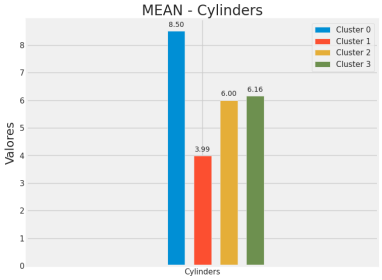 MEAN - Cylinders
8.50
3.99
6.00
6.16
Cluster 0
Cluster 1
Cluster 2
Cluster 3
Valores
8
7
6
5
4
3
2
1
0
Cylinders